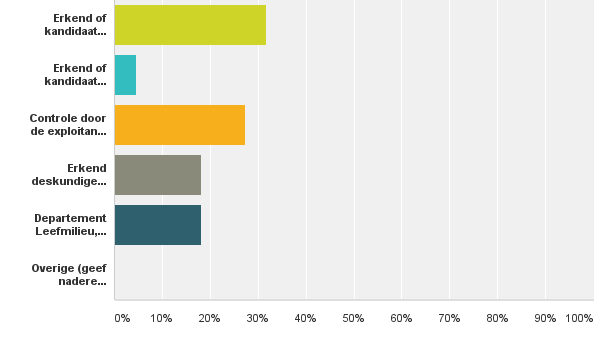 Erkend of
kandidaat...
Erkend of
kandidaat...
Controle door
de exploitan...
Erkend
deskundige...
Departement
Leefmilieu,...
Overige (geef
nadere...
0% 10% 20% 30% 40% 50% 60% 70% 80% 90% 100%